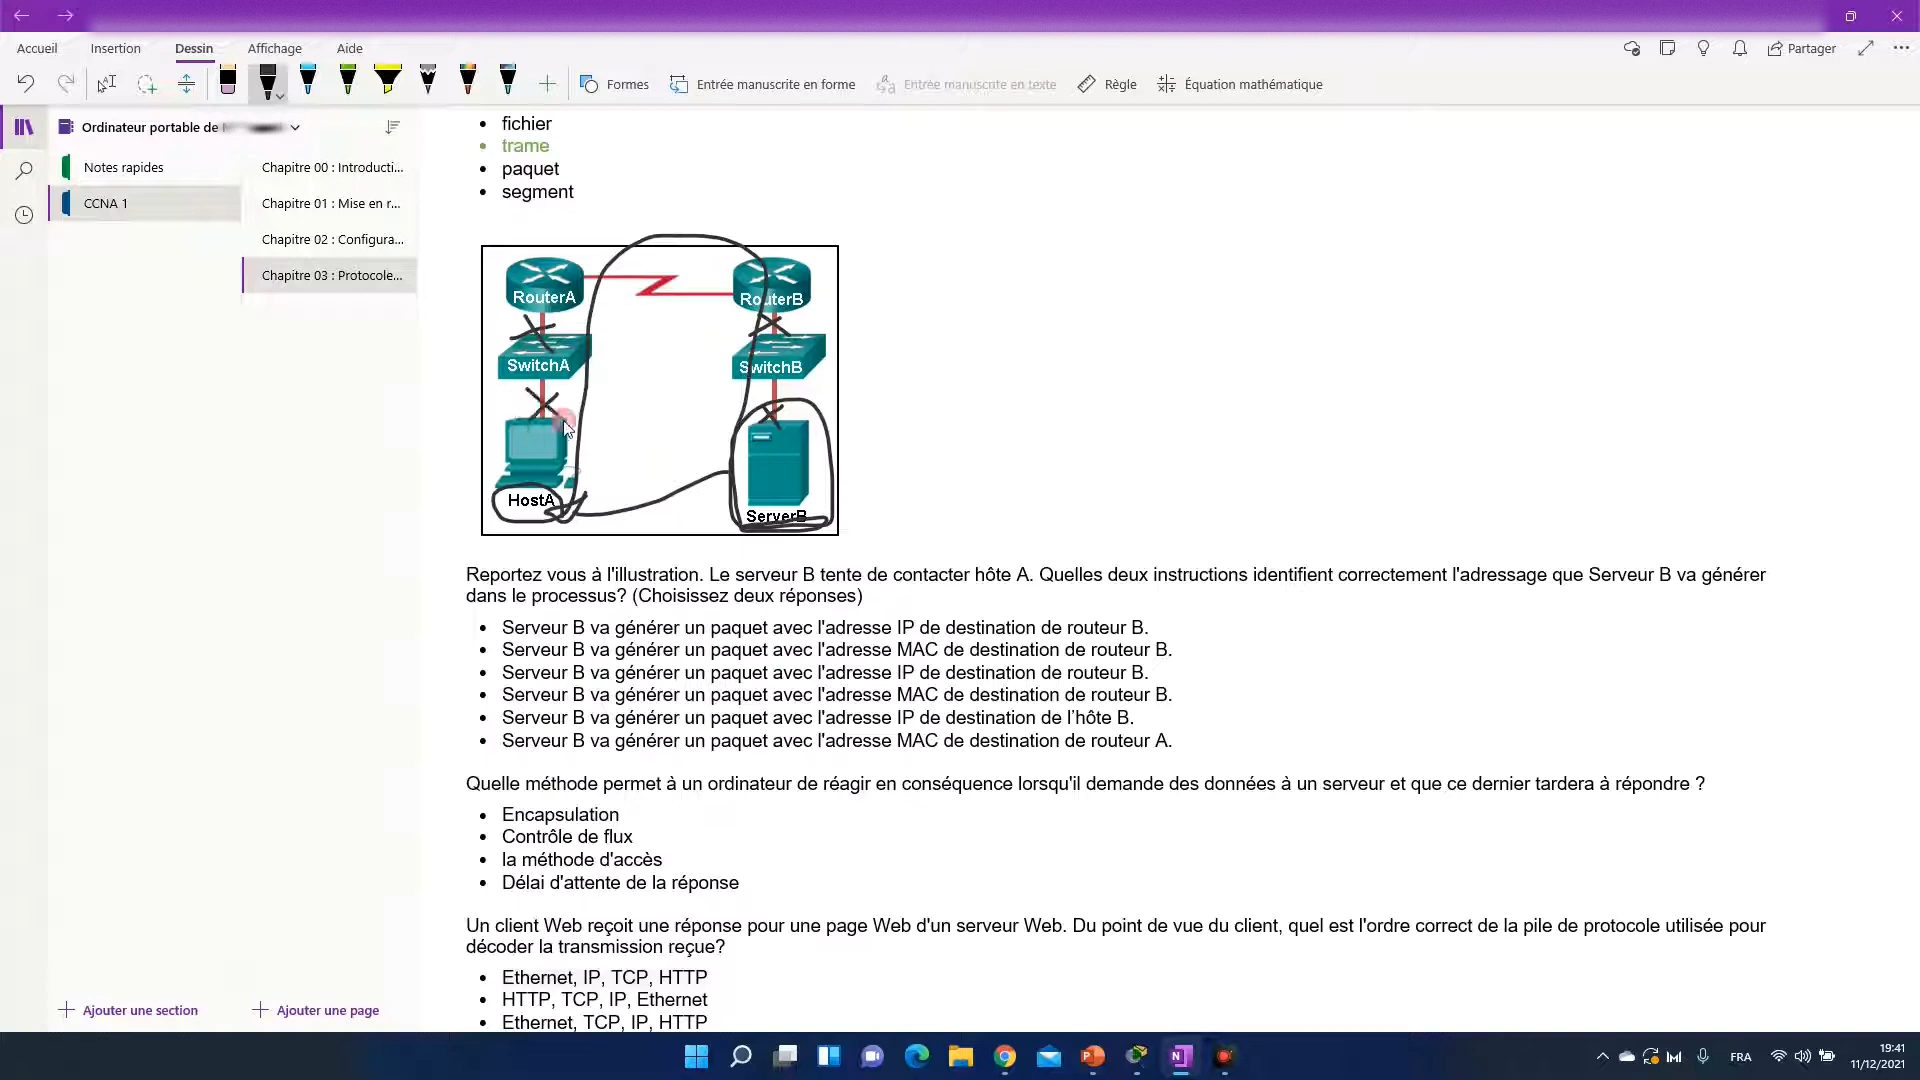 Accueil Insertion Dessin Affichage Aide Partager
Formes Entrée manuscrite en forme Entrée manuscrite en texte Règle Équation mathématique
Ordinateur portable de
Notes rapides
CCNA 1
Chapitre 00 : Introducti...
Chapitre 01 : Mise en r...
Chapitre 02 : Configura...
Chapitre 03 : Protocole...
• fichier
• trame
• paquet
• segment
RouterA RouterB
SwitchA SwitchB
HostA
ServerB
Reportez vous à l'illustration. Le serveur B tente de contacter hôte A. Quelles deux instructions identifient correctement l'adressage que Serveur B va générer
dans le processus? (Choisissez deux réponses)
• Serveur B va générer un paquet avec l'adresse IP de destination de routeur B.
• Serveur B va générer un paquet avec l'adresse MAC de destination de routeur B.
• Serveur B va générer un paquet avec l'adresse IP de destination de routeur B.
• Serveur B va générer un paquet avec l'adresse MAC de destination de routeur B.
• Serveur B va générer un paquet avec l'adresse IP de destination de l’hôte B.
• Serveur B va générer un paquet avec l'adresse MAC de destination de routeur A.
Quelle méthode permet à un ordinateur de réagir en conséquence lorsqu'il demande des données à un serveur et que ce dernier tardera à répondre ?
• Encapsulation
• Contrôle de flux
• la méthode d'accès
• Délai d'attente de la réponse
Un client Web reçoit une réponse pour une page Web d'un serveur Web. Du point de vue du client, quel est l'ordre correct de la pile de protocole utilisée pour
décoder la transmission reçue?
• Ethernet, IP, TCP, HTTP
• HTTP, TCP, IP, Ethernet
• Ethernet, TCP, IP, HTTP
Ajouter une section Ajouter une page
FRA
19:41
11/12/2021